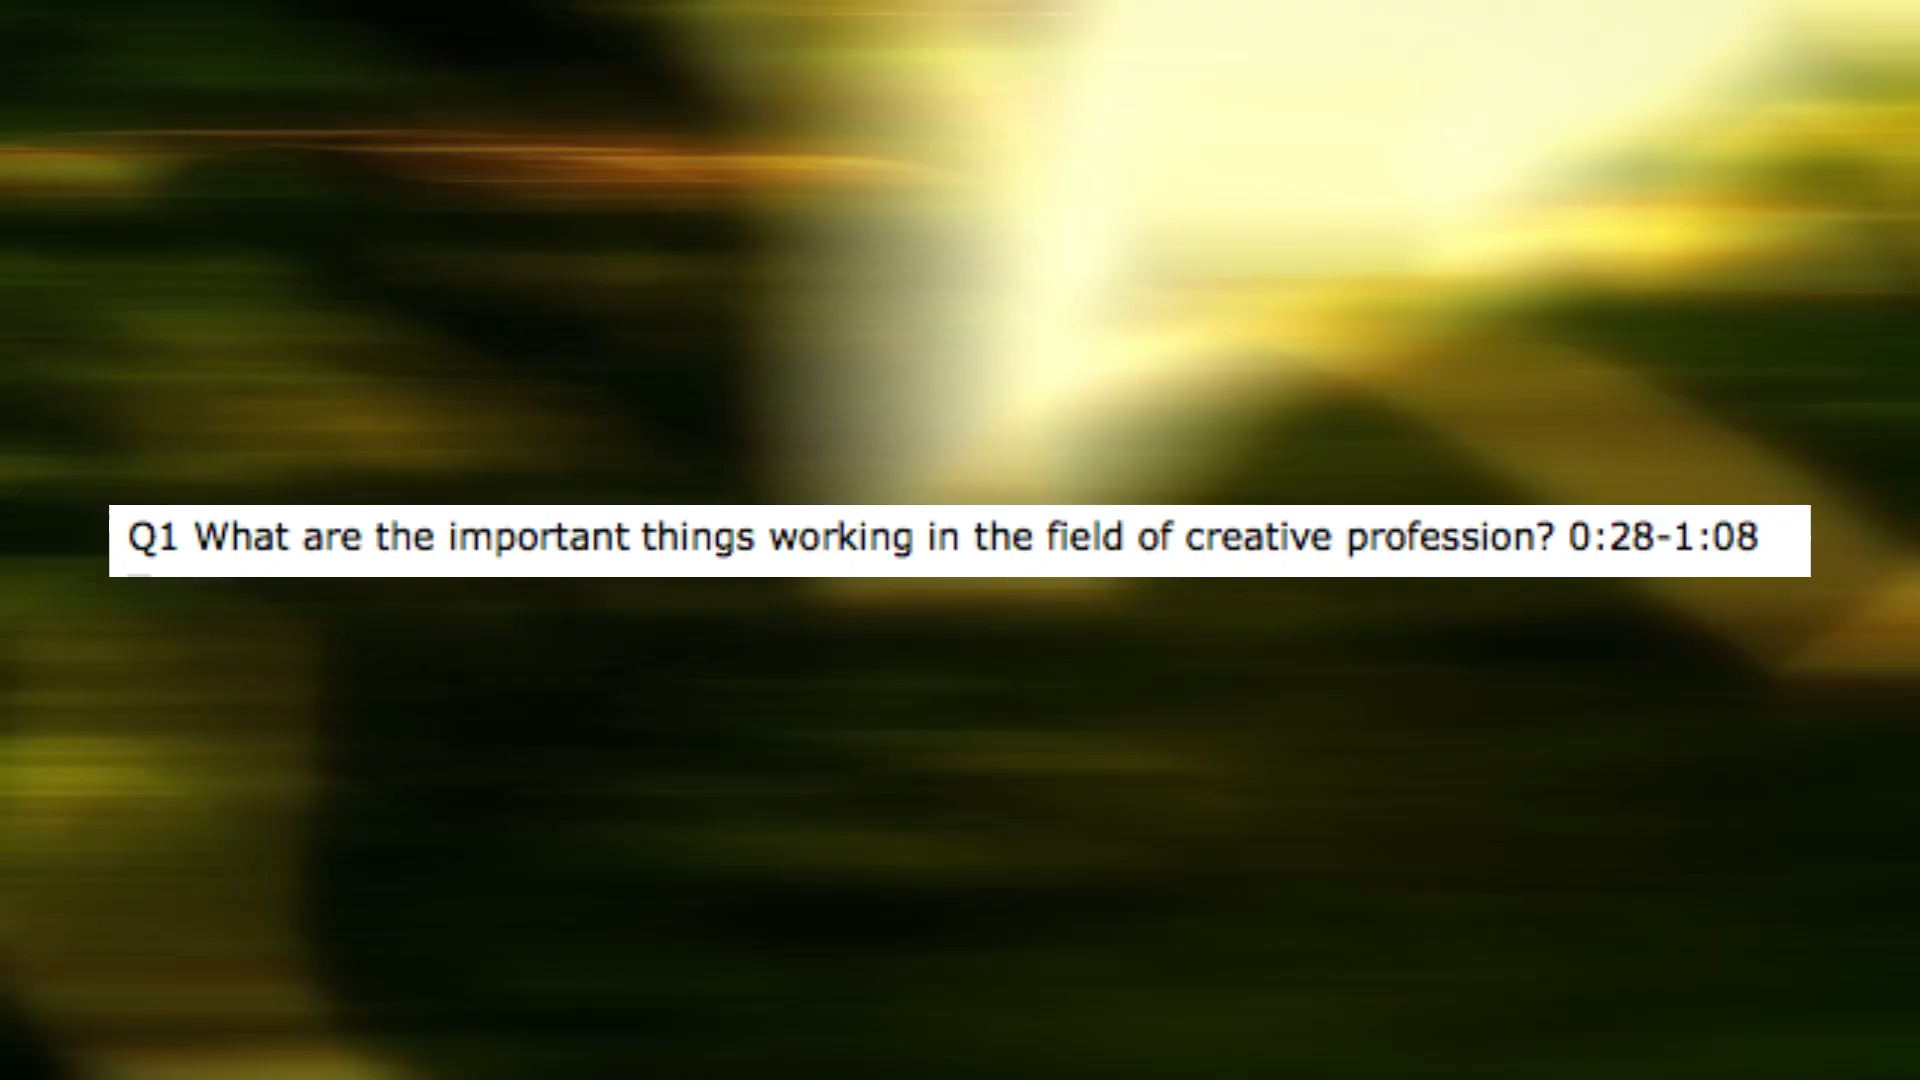 Q1 What are the important things working in the field of creative profession? 0:28-1:08